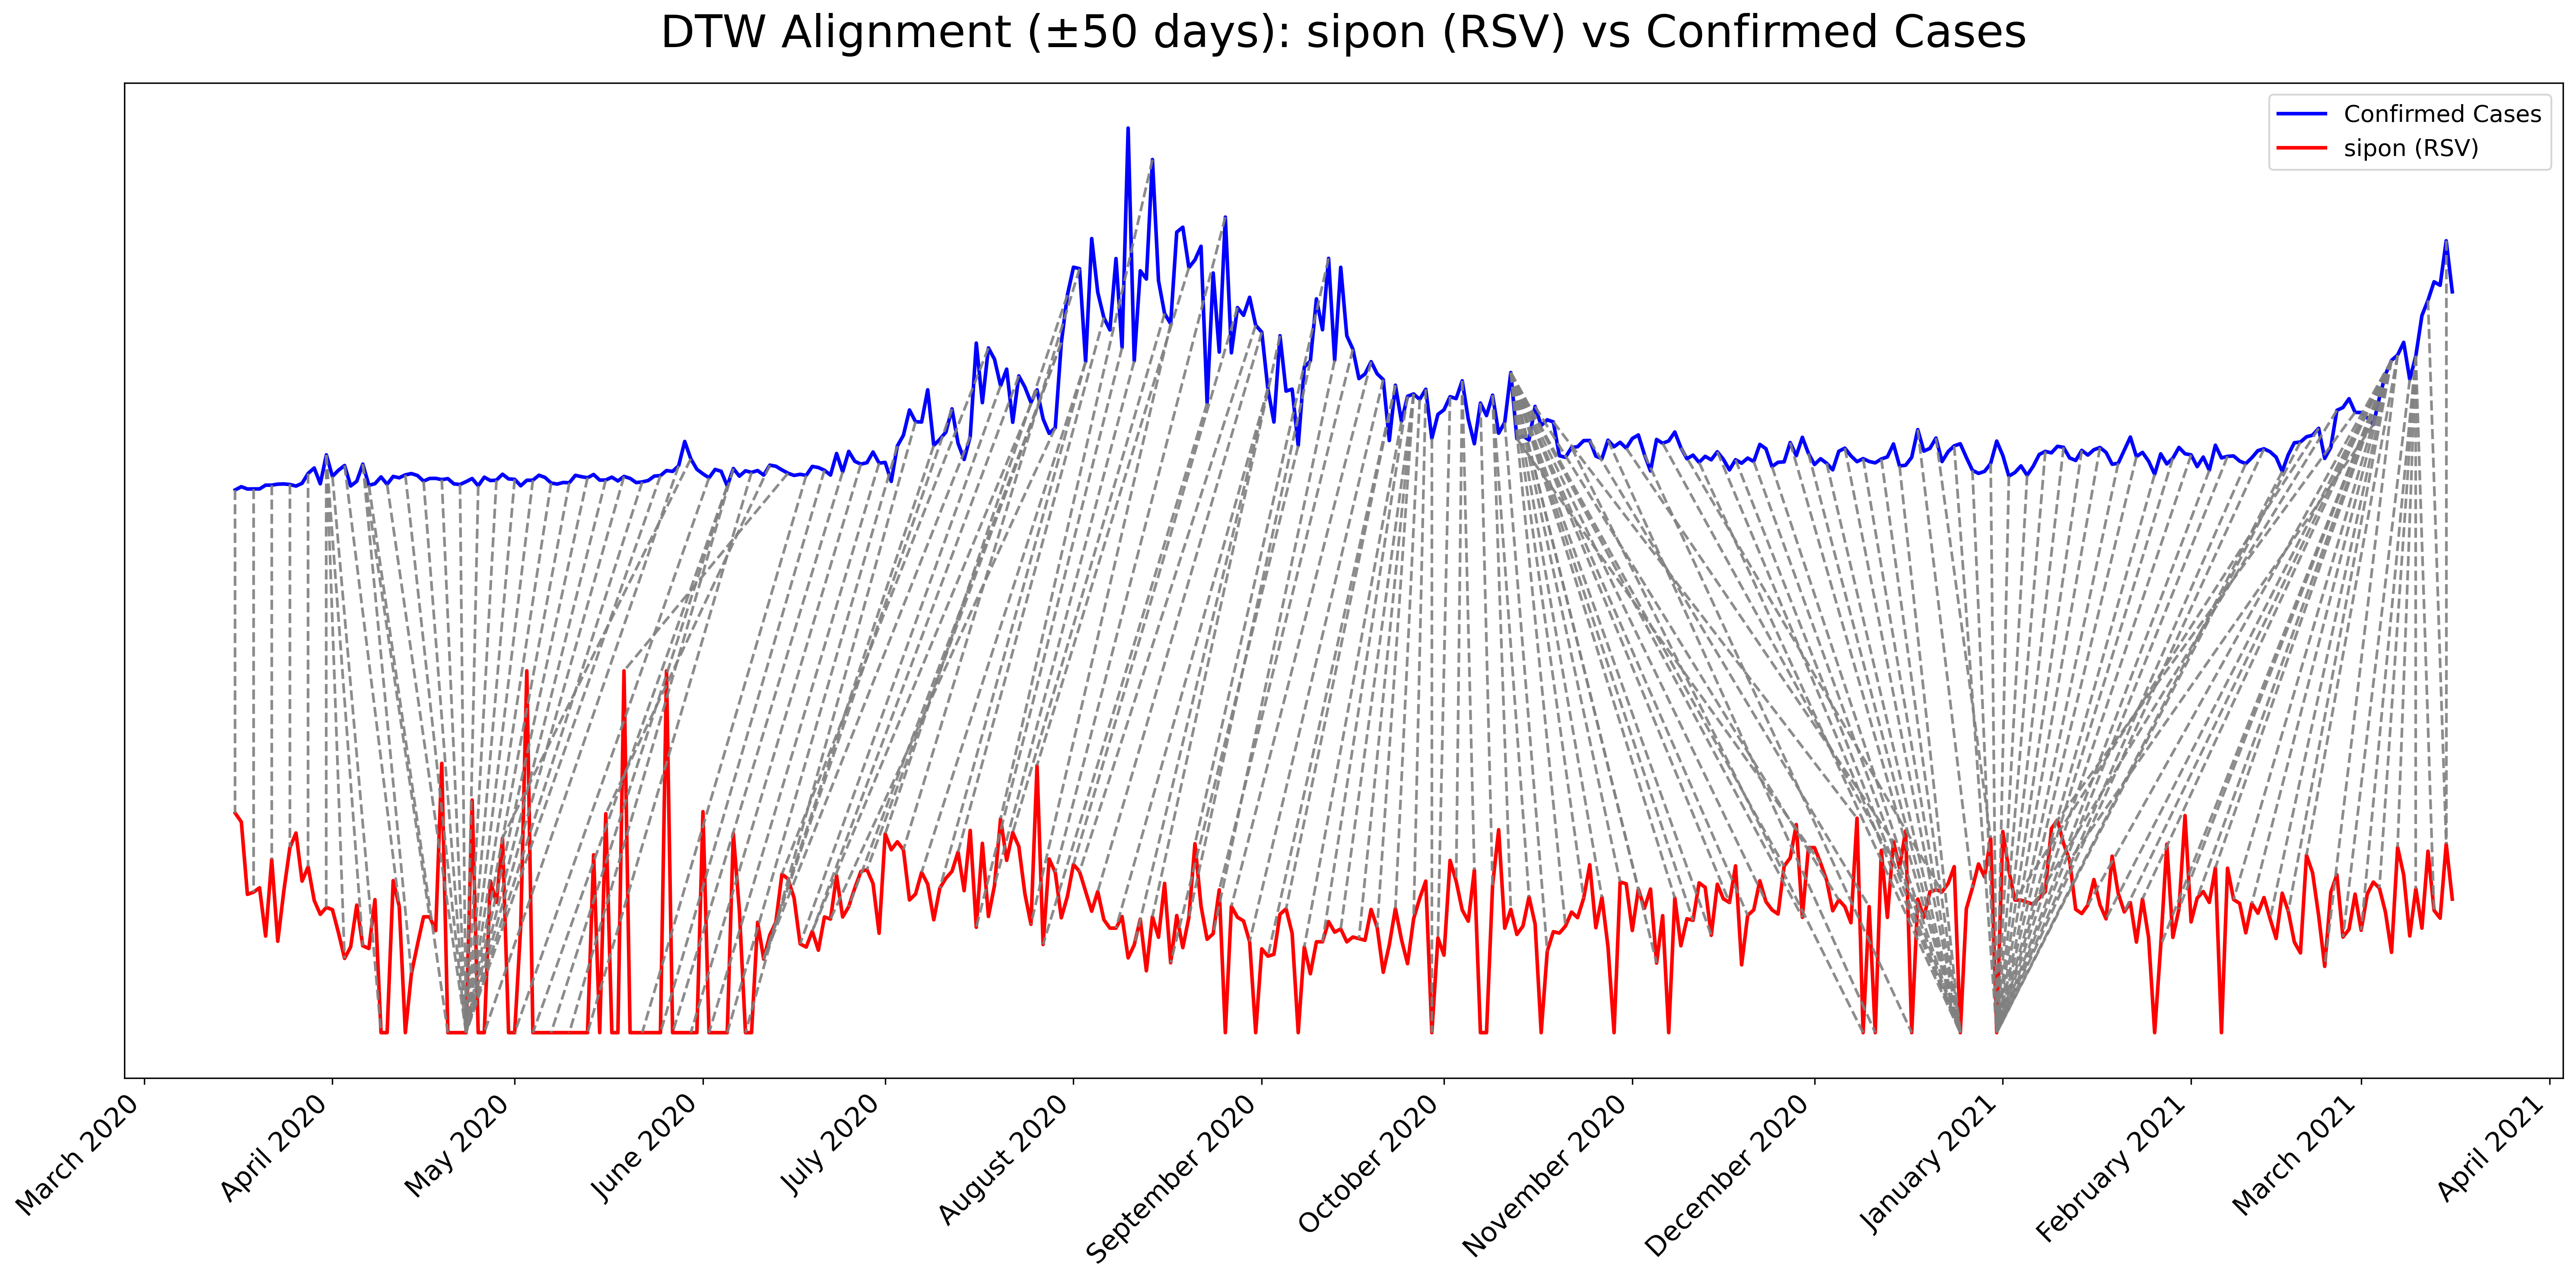 DTW Alignment (±50 days): sipon (RSV) vs Confirmed Cases
Confirmed Cases
sipon (RSV)
March 2020
April 2020
May 2020
June 2020
July 2020
August 2020
September 2020
October 2020
November 2020
December 2020
January 2021
February 2021
March 2021
April 2021